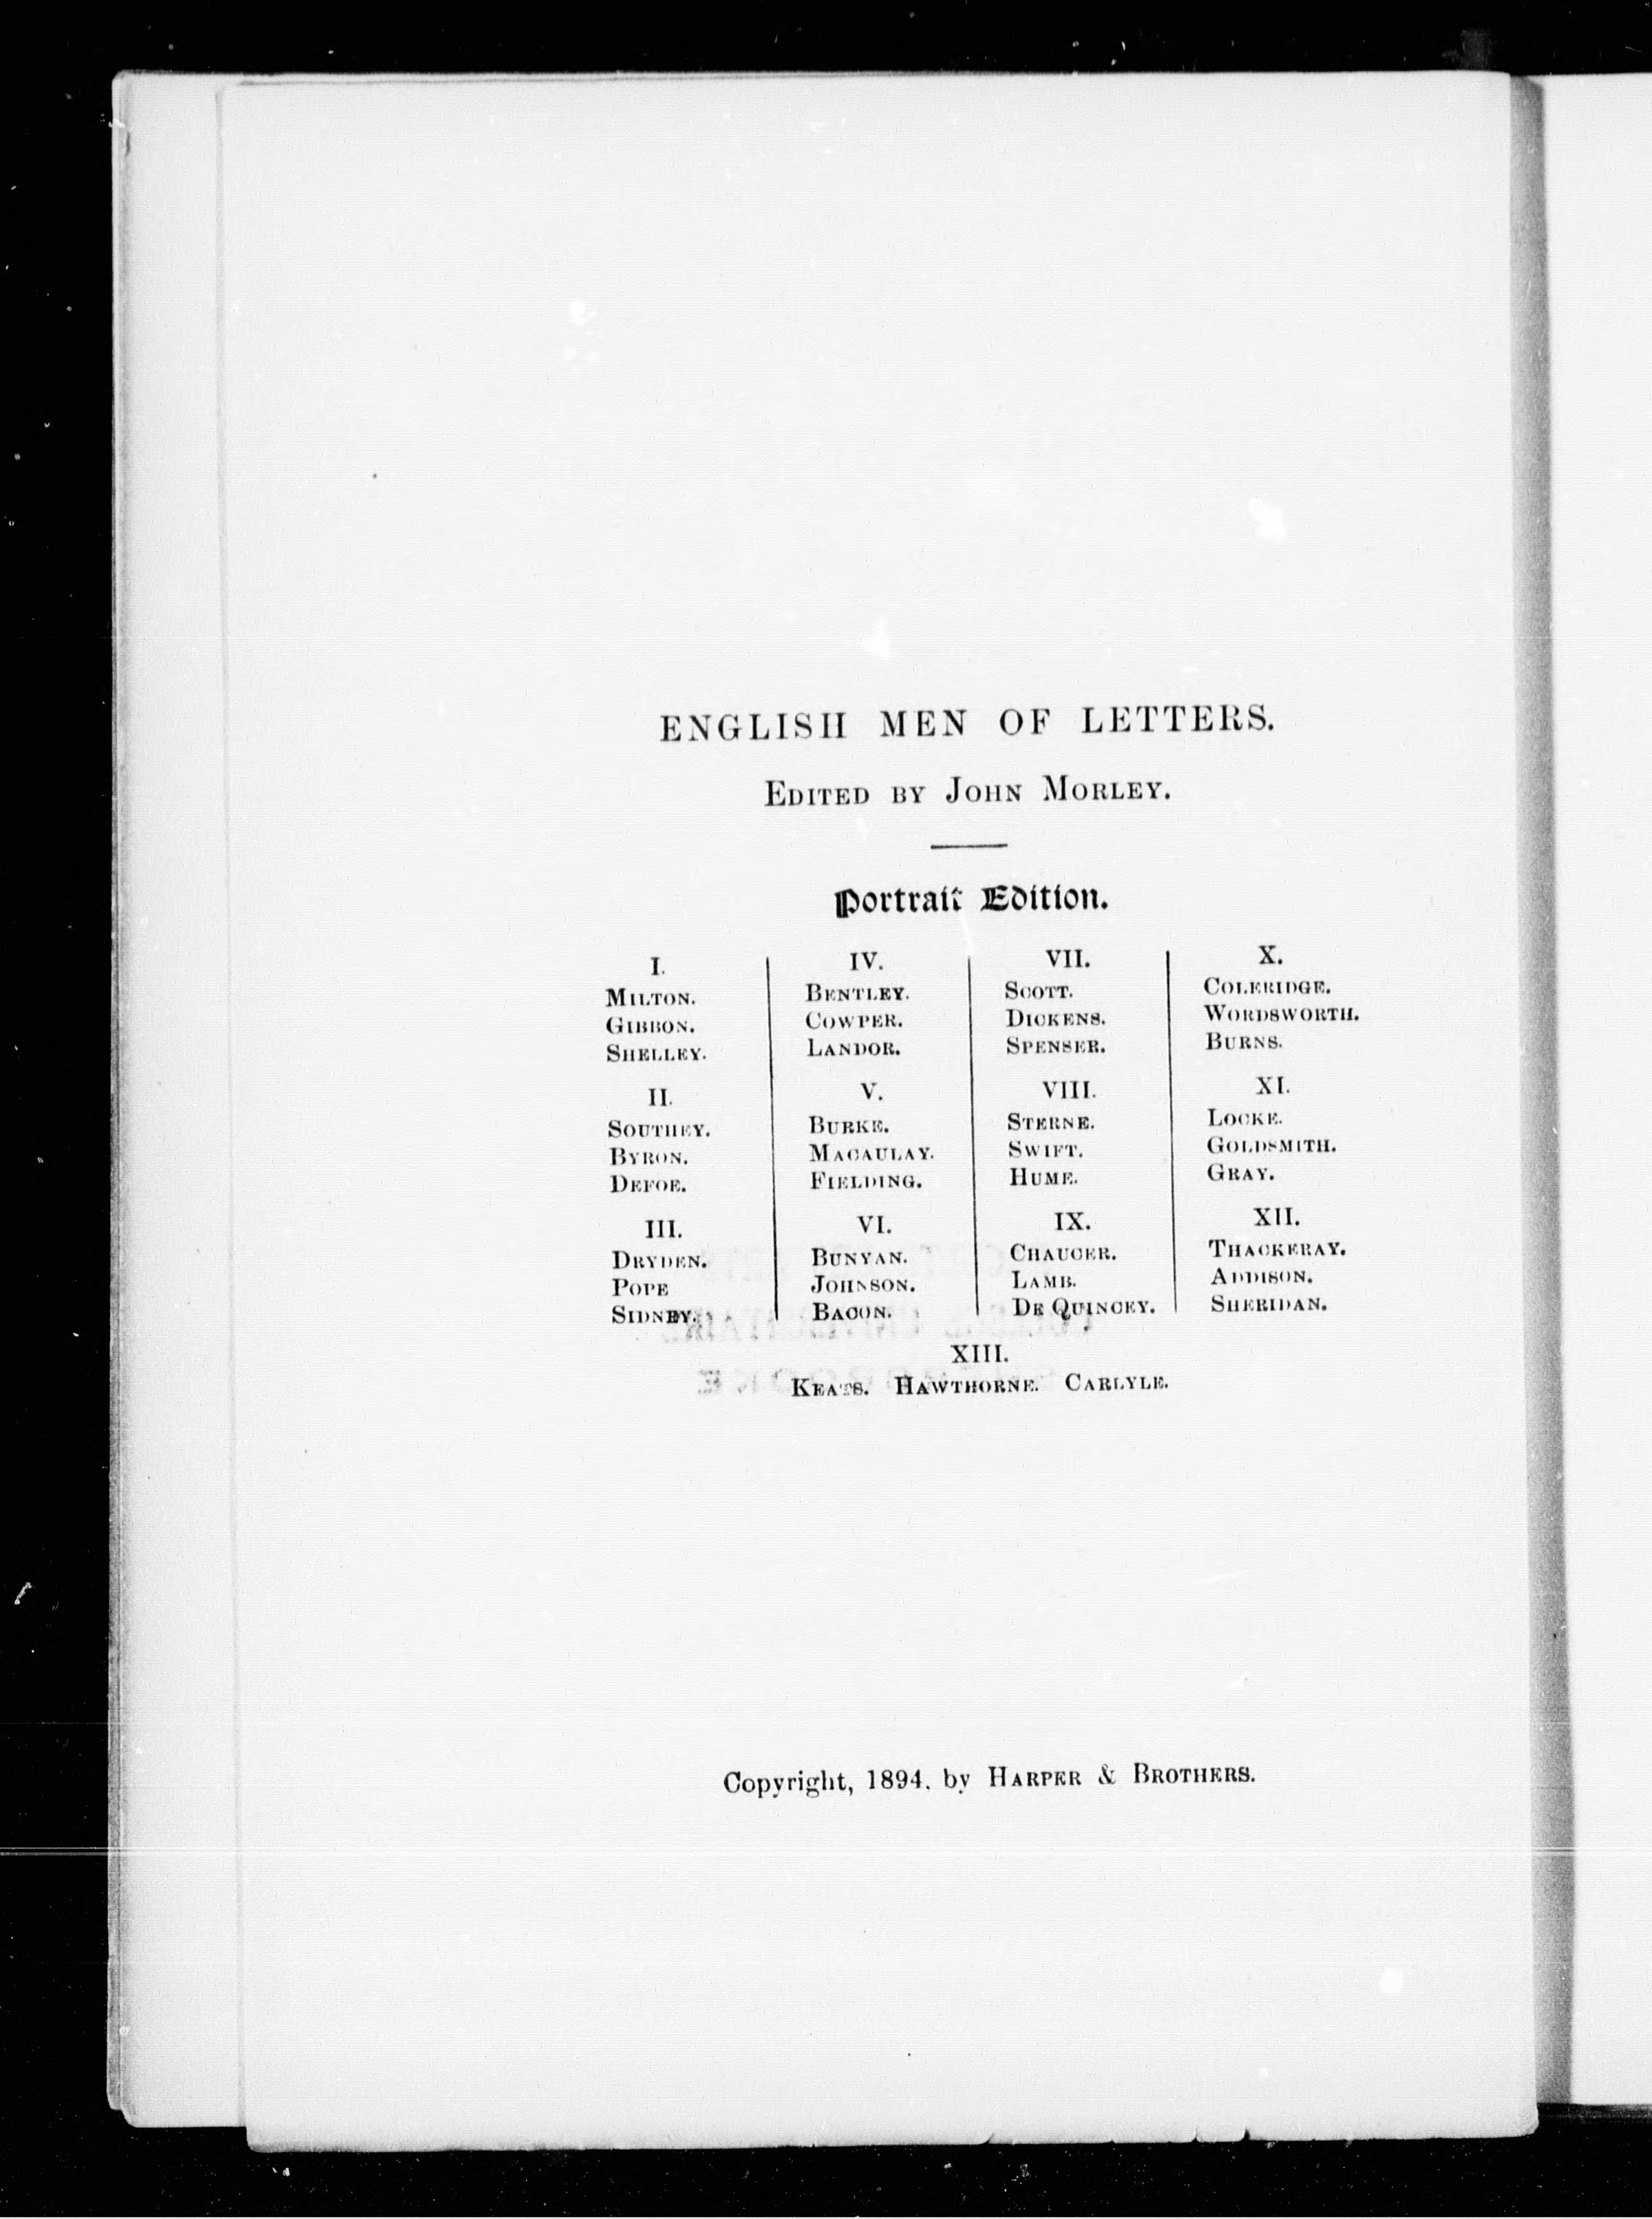 ENGLISH MEN OF LETTERS.
EDITED BY JOHN MORLEY.
Portrait Edition.
I.
MILTON.
GIBBON.
SHELLEY.
II.
SOUTHEY.
BYRON.
DEFOE.
III.
DRYDEN.
POPE
SIDNEY.
IV.
BENTLEY.
COWPER.
LANDOR.
V.
BURKE.
MACAULAY.
FIELDING.
VI.
BUNYAN.
JOHNSON.
BACON.
VII.
SCOTT.
DICKENS.
SPENSER.
VIII.
STERNE.
SWIFT.
HUME.
IX.
CHAUCER.
LAMB.
DE QUINCEY.
X.
COLERIDGE.
WORDSWORTH.
BURNS.
XI.
LOCKE.
GOLDSMITH.
GRAY.
XII.
THACKERAY.
ADDISON.
SHERIDAN.
XIII.
KEATS. HAWTHORNE. CARLYLE.
Copyright, 1894, by HARPER & BROTHERS.